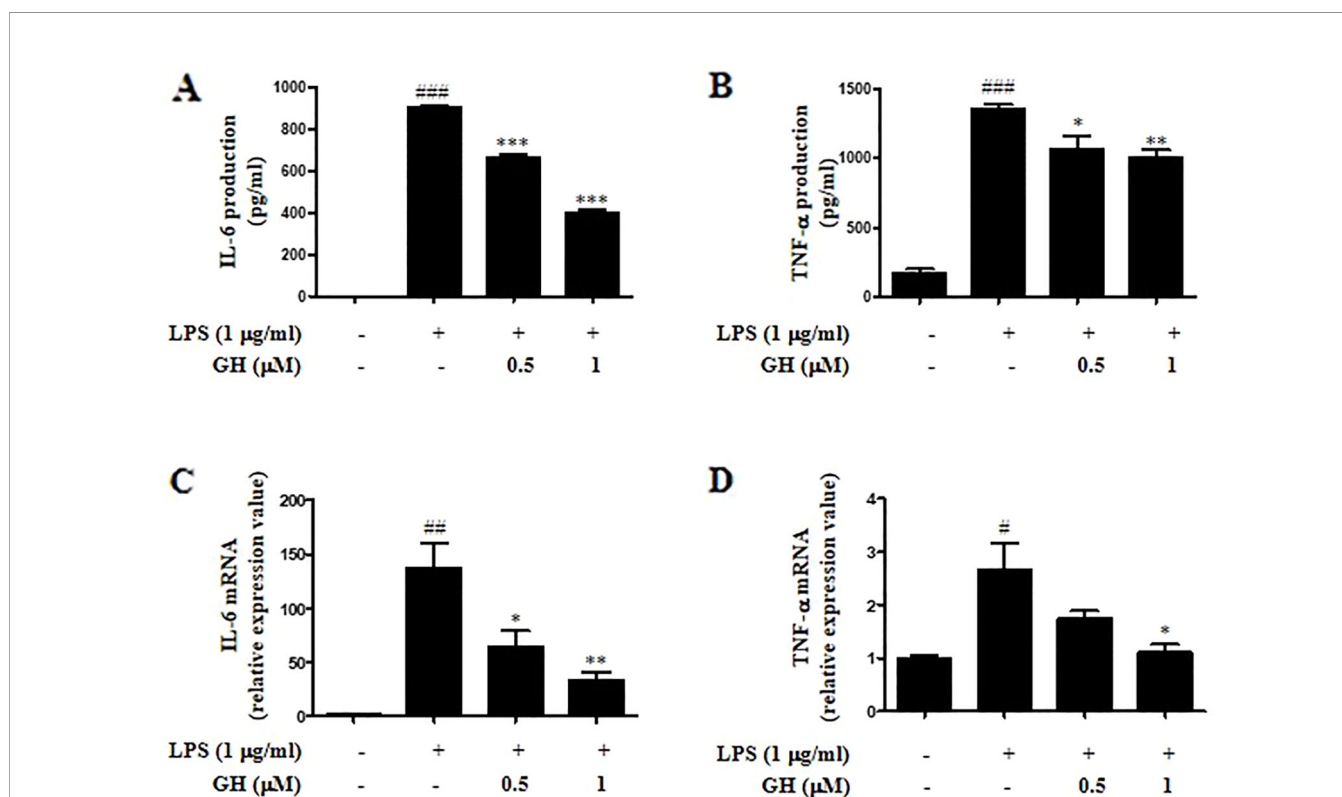 A
IL-6 production
(pg/ml)
1000
800
600
400
200
0
###
***
***
LPS (1 μg/ml) - + + +
GH (μM) - - 0.5 1
B
TNF-α production
(pg/ml)
1500
1000
500
0
###
*
**
LPS (1 μg/ml) - + + +
GH (μM) - - 0.5 1
C
IL-6 mRNA
(relative expression value)
200
150
100
50
0
##
*
**
LPS (1 μg/ml) - + + +
GH (μM) - - 0.5 1
D
TNF-α mRNA
(relative expression value)
4
3
2
1
0
#
*
LPS (1 μg/ml) - + + +
GH (μM) - - 0.5 1